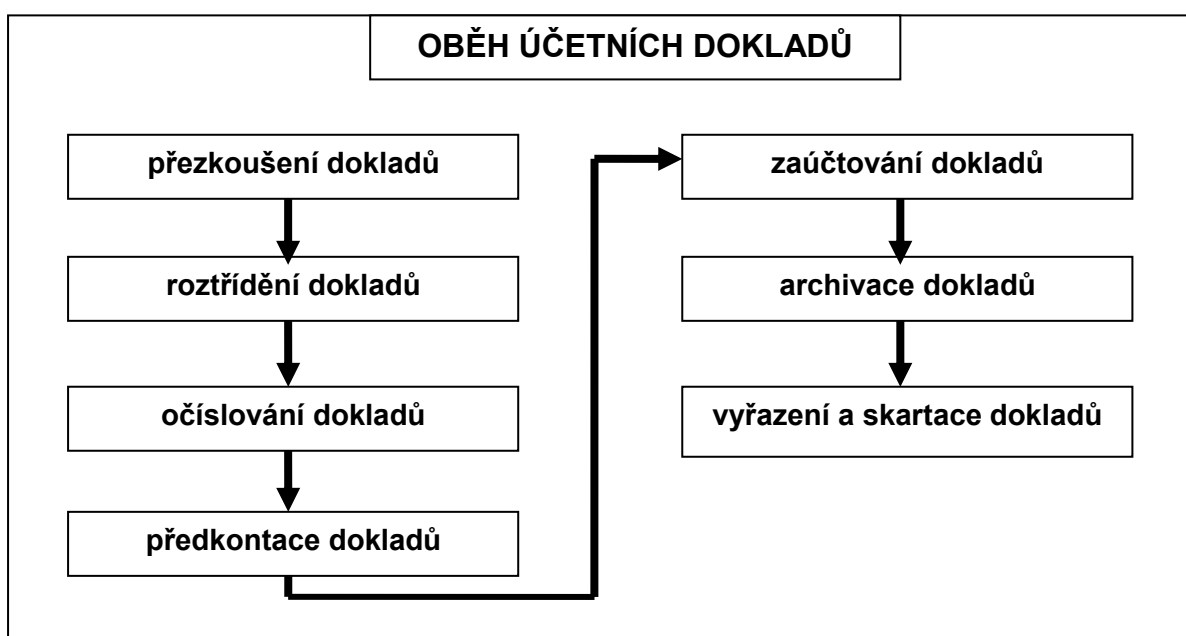 OBĚH ÚČETNÍCH DOKLADŮ
přezkoušení dokladů
roztřídění dokladů
očíslování dokladů
předkontace dokladů
zaúčtování dokladů
archivace dokladů
vyřazení a skartace dokladů